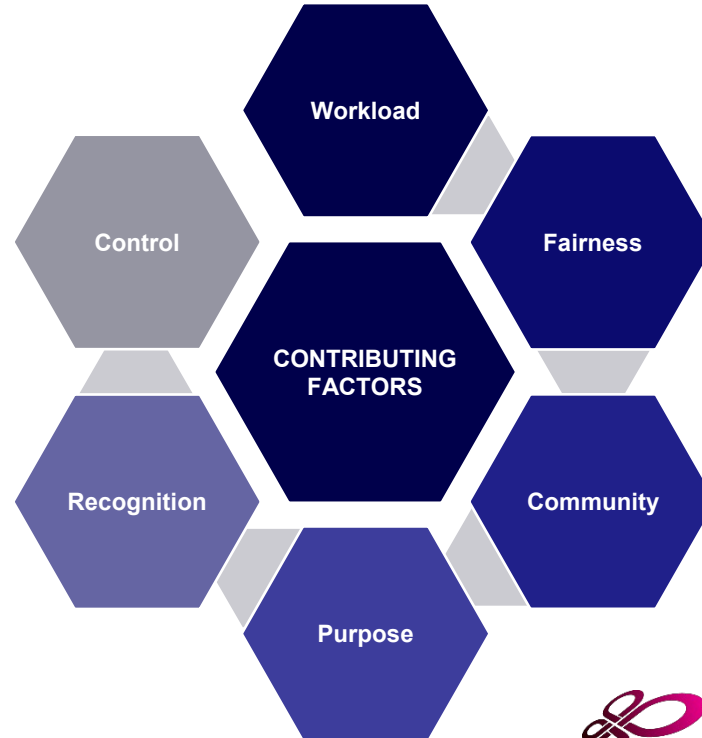 Workload
Fairness
Control
CONTRIBUTING
FACTORS
Community
Recognition
Purpose